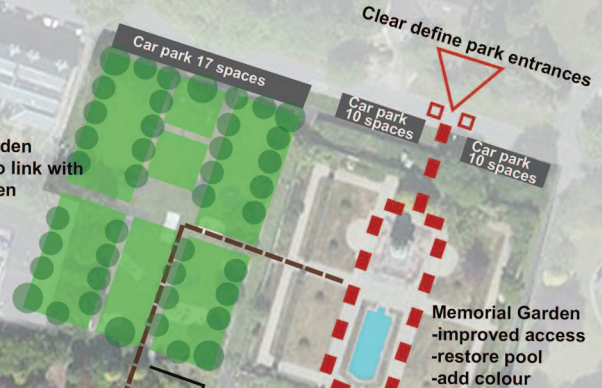 Clear define park entrances
Car park 17 spaces
Car park
10 spaces
Car park
10 spaces
den
o link with
en
Memorial Garden
-improved access
-restore pool
-add colour